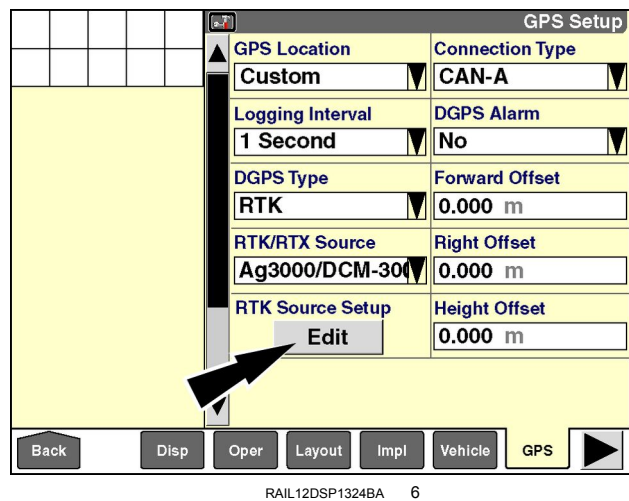 GPS Setup
GPS Location
Connection Type
Custom
CAN-A
Logging Interval
DGPS Alarm
1 Second
No
DGPS Type
Forward Offset
RTK
0.000 m
RTK/RTX Source
Right Offset
Ag3000/DCM-300
0.000 m
RTK Source Setup
Height Offset
Edit
0.000 m
Back Disp Oper Layout Impl Vehicle GPS
RAIL12DSP1324BA 6